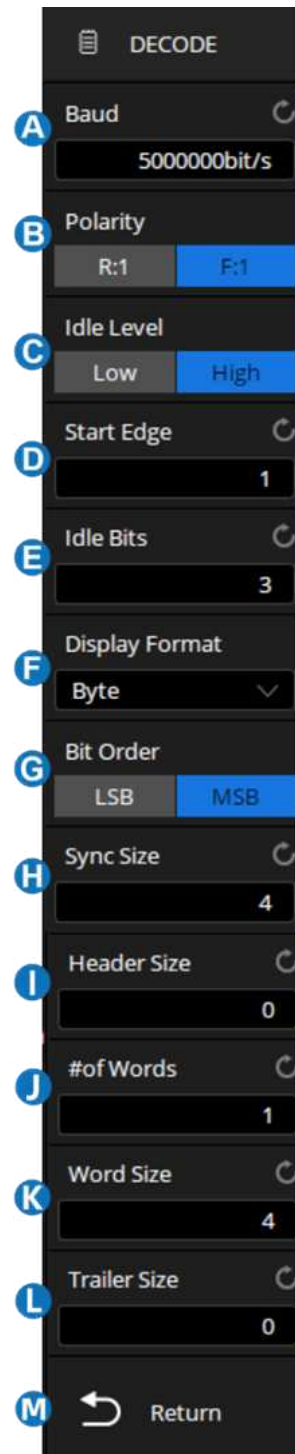 DECODE
A
Baud
5000000bit/s
B
Polarity
R:1 F:1
C
Idle Level
Low High
D
Start Edge
1
E
Idle Bits
3
F
Display Format
Byte
G
Bit Order
LSB MSB
H
Sync Size
4
I
Header Size
0
J
#of Words
1
K
Word Size
4
L
Trailer Size
0
M
Return